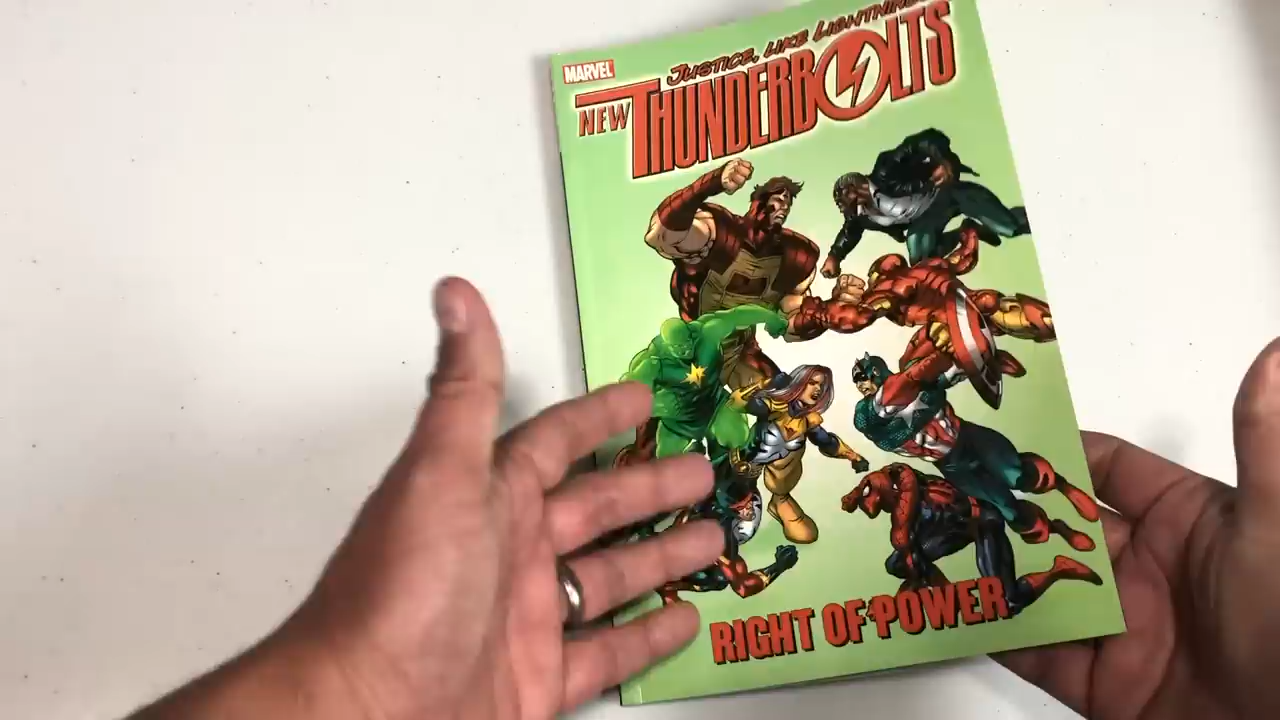 MARVEL
JUSTICE, LIKE LIGHTNING
NEW THUNDERBOLTS
RIGHT OF POWER